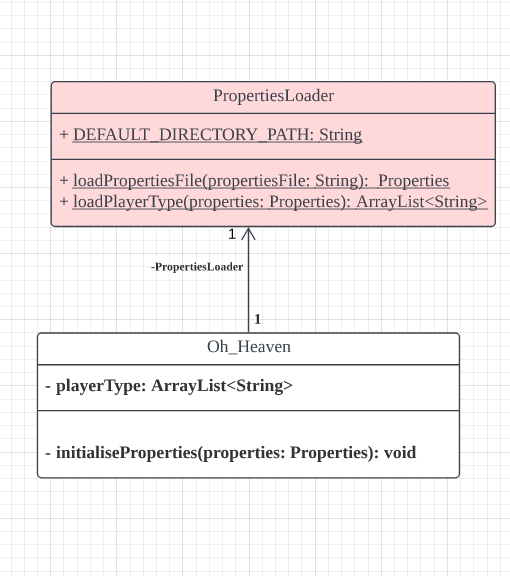 PropertiesLoader
+ DEFAULT_DIRECTORY_PATH: String
+ loadPropertiesFile(propertiesFile: String):  Properties
+ loadPlayerType(properties: Properties): ArrayList<String>
1
-PropertiesLoader
1
Oh_Heaven
- playerType: ArrayList<String>
- initialiseProperties(properties: Properties): void